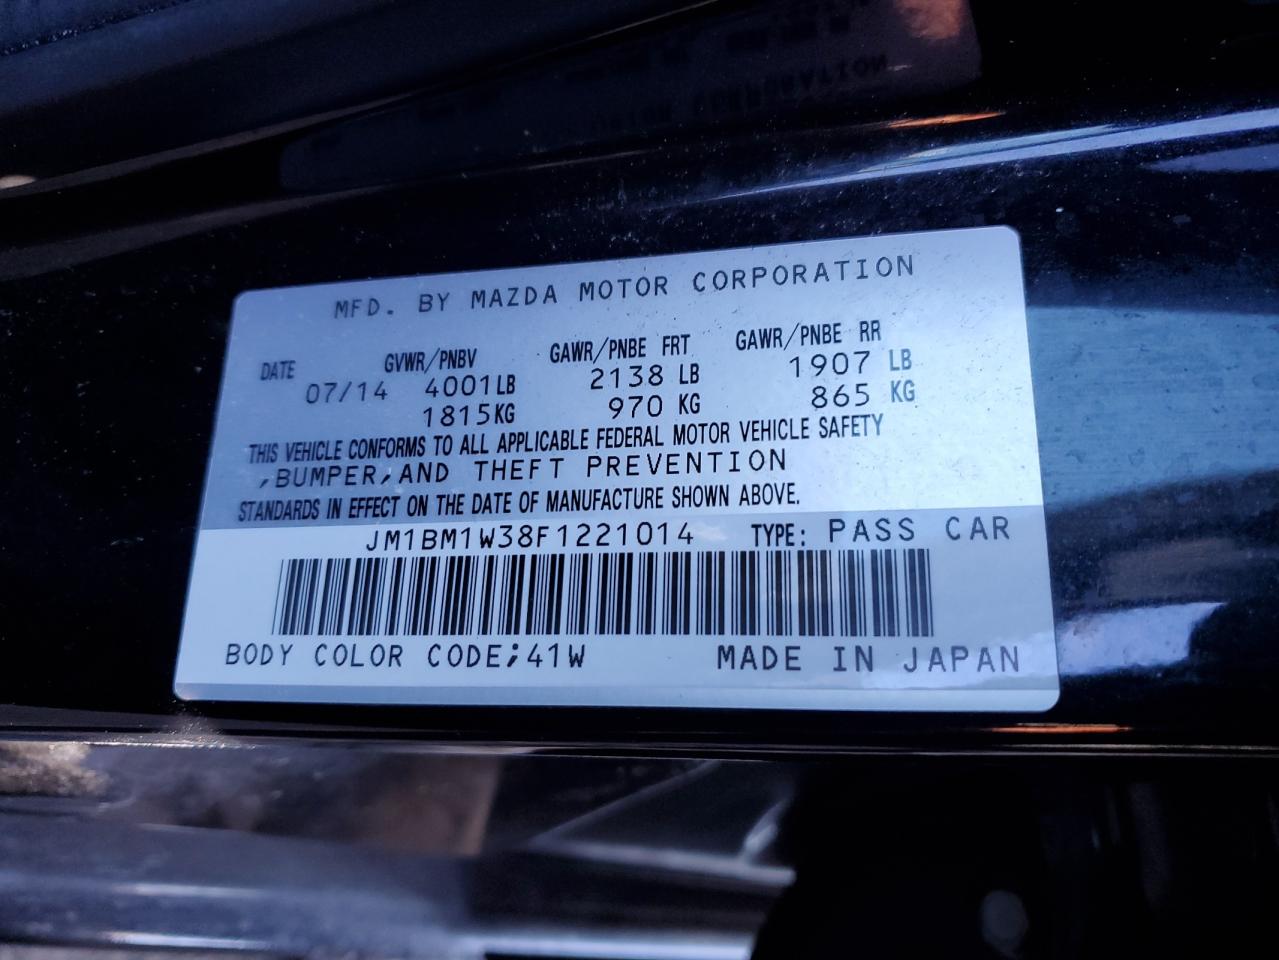 MFD. BY MAZDA MOTOR CORPORATION
DATE GVWR/PNBV GAWR/PNBE FRT GAWR/PNBE RR
07/14 4001LB 2138 LB 1907 LB
1815KG 970 KG 865 KG
THIS VEHICLE CONFORMS TO ALL APPLICABLE FEDERAL MOTOR VEHICLE SAFETY
,BUMPER,AND THEFT PREVENTION
STANDARDS IN EFFECT ON THE DATE OF MANUFACTURE SHOWN ABOVE.
JM1BM1W38F1221014 TYPE: PASS CAR
BODY COLOR CODE;41W MADE IN JAPAN